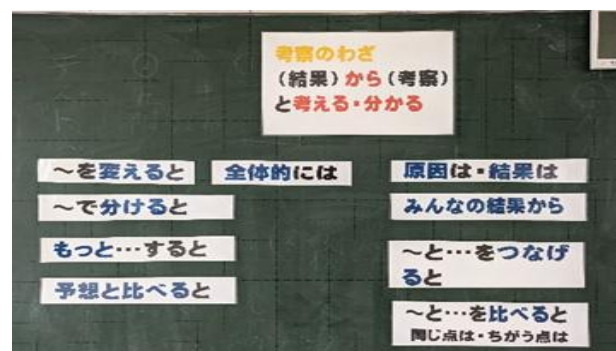 考察のわざ
(結果)から(考察)
と考える・分かる
～を変えると
全体的には
原因は・結果は
～で分けると
みんなの結果から
もっと…すると
～と…をつなげ
ると
予想と比べると
～と…を比べると
同じ点は・ちがう点は